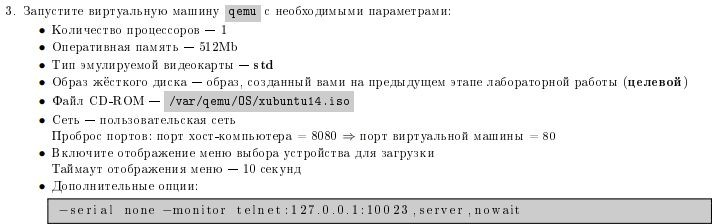 3. Запустите виртуальную машину qemu с необходимыми параметрами:
• Количество процессоров — 1
• Оперативная память — 512Mb
• Тип эмулируемой видеокарты — std
• Образ жёсткого диска — образ, созданный вами на предыдущем этапе лабораторной работы (целевой)
• Файл CD-ROM — /var/qemu/OS/xubuntu14.iso
• Сеть — пользовательская сеть
Проброс портов: порт хост-компьютера = 8080 ⇒ порт виртуальной машины = 80
• Включите отображение меню выбора устройства для загрузки
Таймаут отображения меню — 10 секунд
• Дополнительные опции:
−serial none −monitor telnet:127.0.0.1:10023,server,nowait